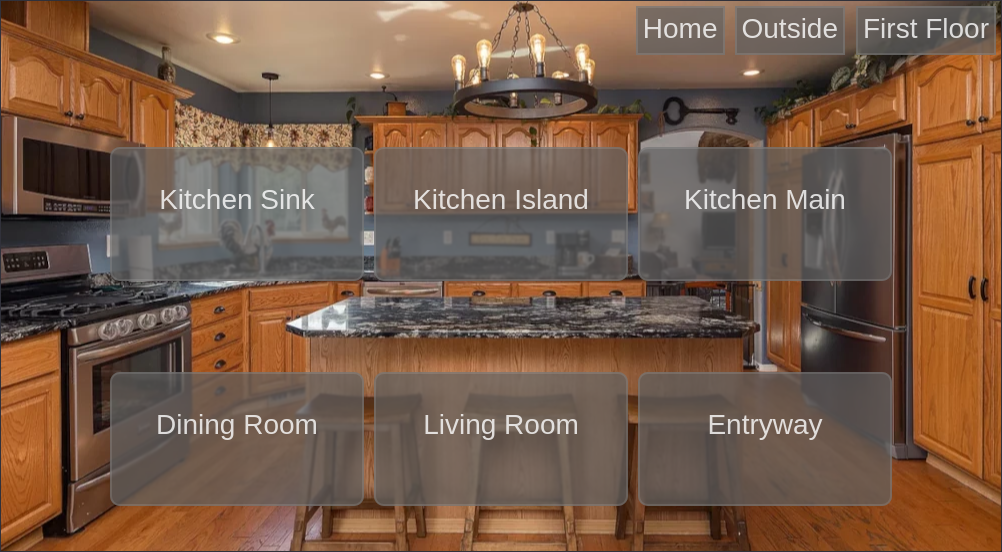 Home Outside First Floor
Kitchen Sink Kitchen Island Kitchen Main
Dining Room Living Room Entryway